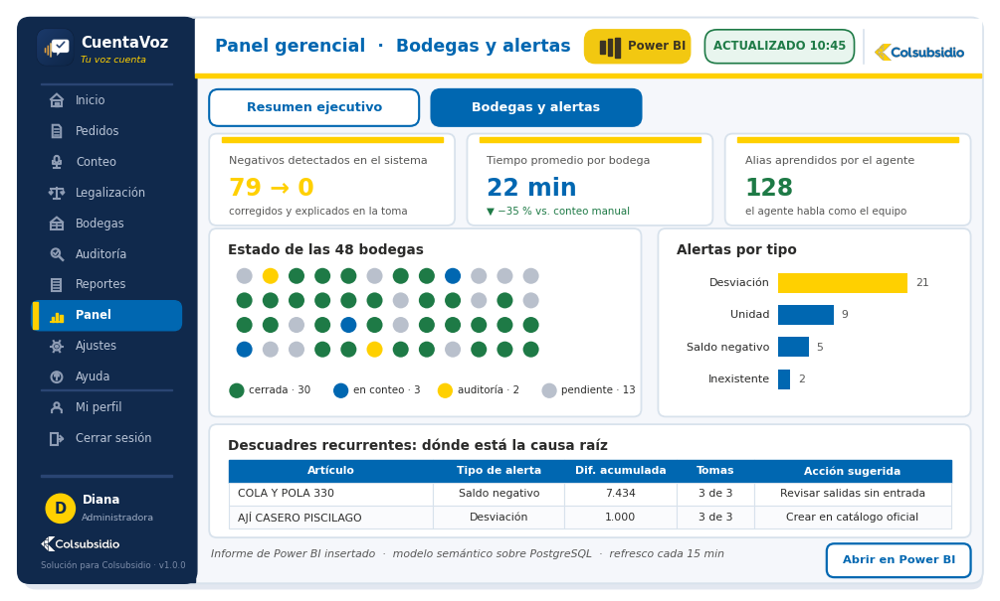 CuentaVoz
Tu voz cuenta
Inicio
Pedidos
Conteo
Legalización
Bodegas
Auditoría
Reportes
Panel
Ajustes
Ayuda
Mi perfil
Cerrar sesión
D
Diana
Administradora
Colsubsidio
Solución para Colsubsidio · v1.0.0
Panel gerencial · Bodegas y alertas
Power BI
ACTUALIZADO 10:45
Colsubsidio
Resumen ejecutivo
Bodegas y alertas
Negativos detectados en el sistema
79 → 0
corregidos y explicados en la toma
Tiempo promedio por bodega
22 min
▼ −35 % vs. conteo manual
Alias aprendidos por el agente
128
el agente habla como el equipo
Estado de las 48 bodegas
cerrada · 30
en conteo · 3
auditoría · 2
pendiente · 13
Alertas por tipo
Desviación 21
Unidad 9
Saldo negativo 5
Inexistente 2
Descuadres recurrentes: dónde está la causa raíz
Artículo Tipo de alerta Dif. acumulada Tomas Acción sugerida
COLA Y POLA 330 Saldo negativo 7.434 3 de 3 Revisar salidas sin entrada
AJÍ CASERO PISCILAGO Desviación 1.000 3 de 3 Crear en catálogo oficial
Informe de Power BI insertado · modelo semántico sobre PostgreSQL · refresco cada 15 min
Abrir en Power BI